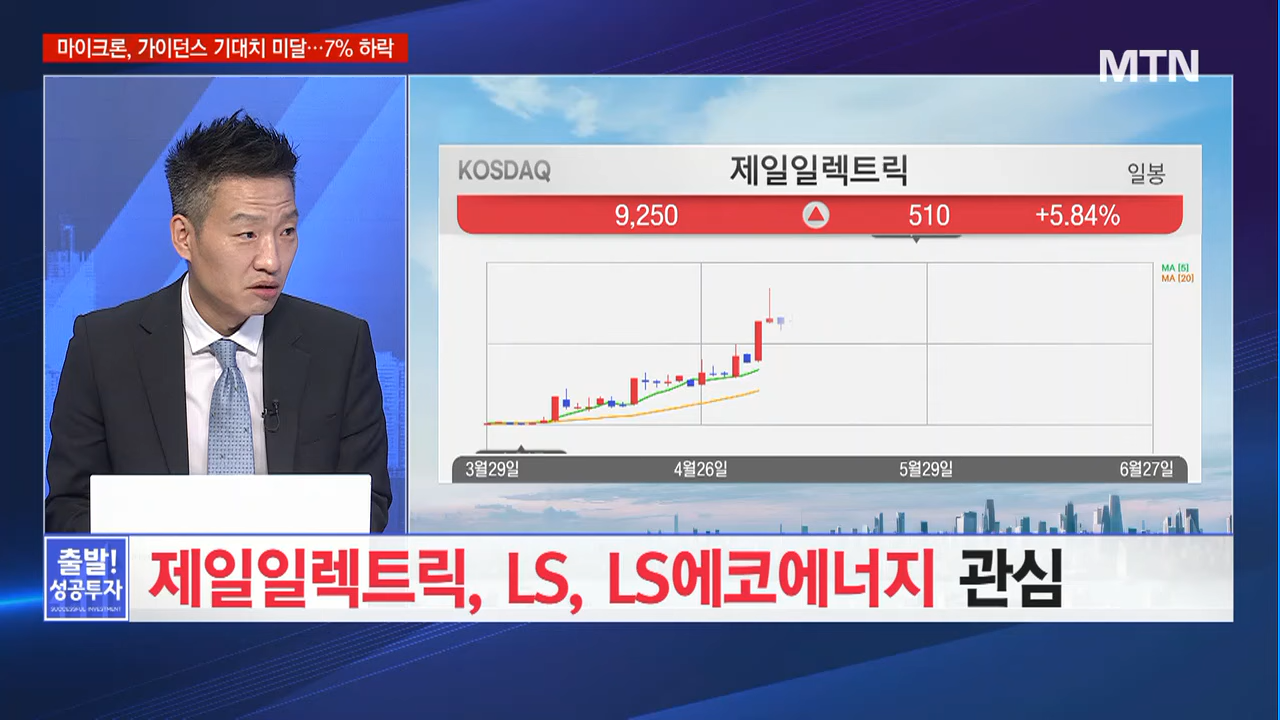 마이크론, 가이던스 기대치 미달…7% 하락
MTN
KOSDAQ 제일일렉트릭 일봉
9,250 510 +5.84%
MA [5]
MA [20]
3월29일 4월26일 5월29일 6월27일
출발!
성공투자
SUCCESSFUL INVESTMENT
제일일렉트릭, LS, LS에코에너지 관심